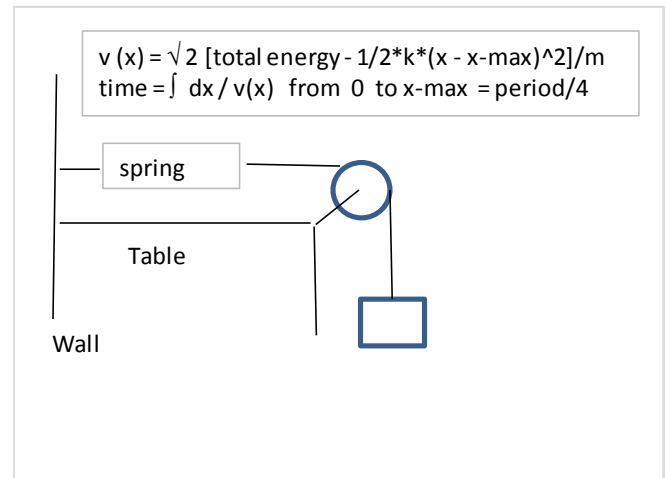 v (x) = √ 2 [total energy - 1/2*k*(x - x-max)^2]/m
time = ∫ dx / v(x) from 0 to x-max = period/4
spring
Table
Wall